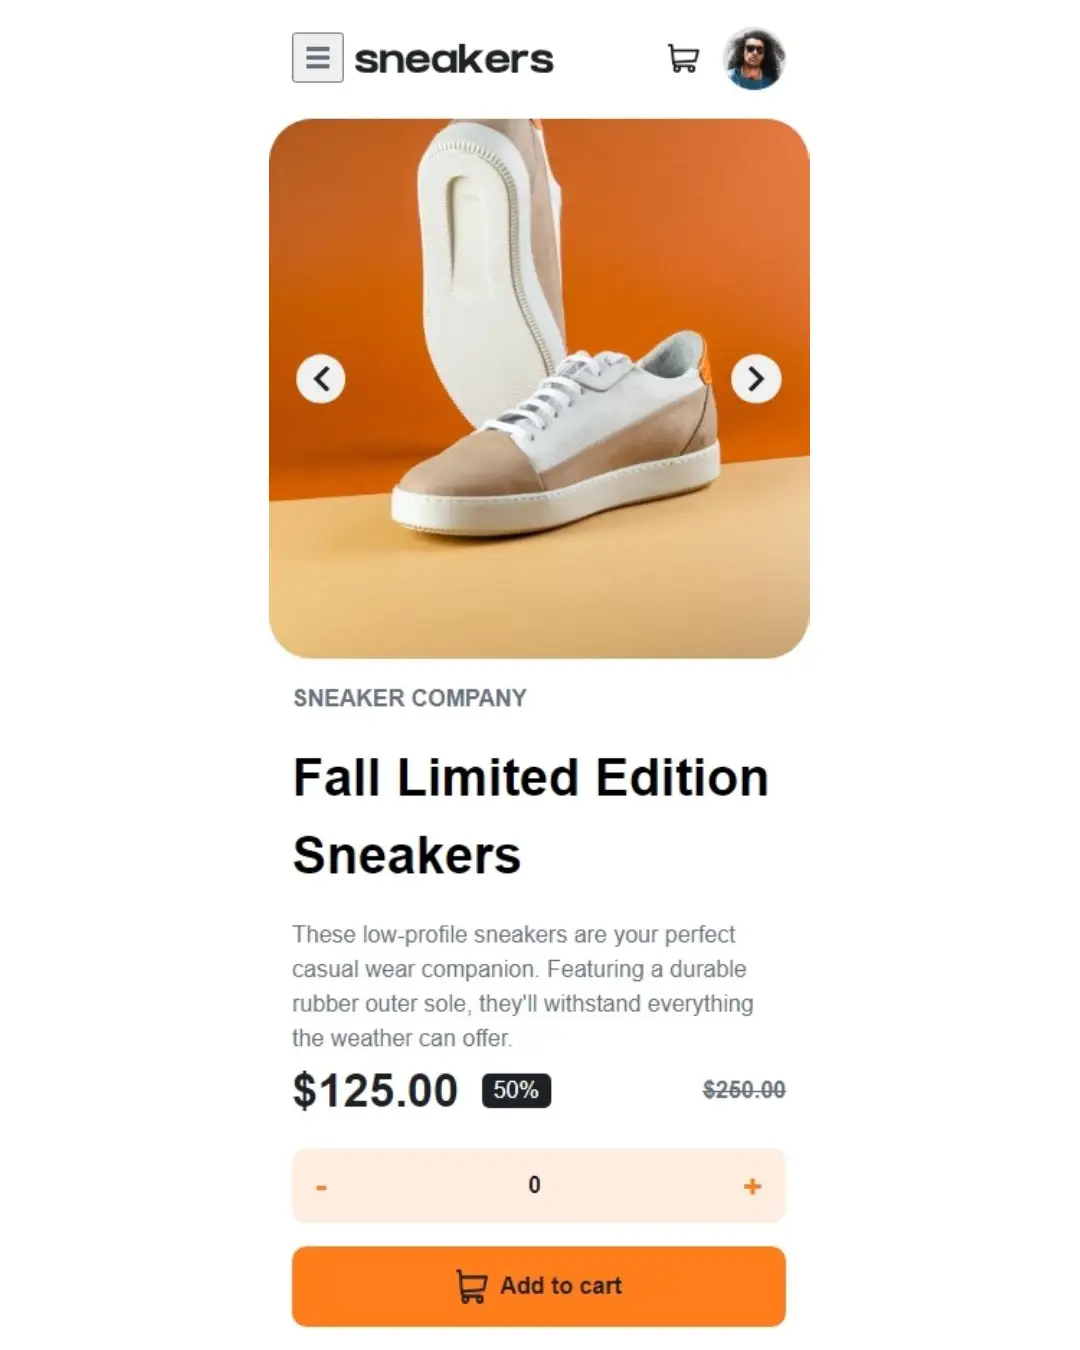 sneakers
SNEAKER COMPANY
Fall Limited Edition
Sneakers
These low-profile sneakers are your perfect
casual wear companion. Featuring a durable
rubber outer sole, they'll withstand everything
the weather can offer.
$125.00 50% $250.00
- 0 +
Add to cart